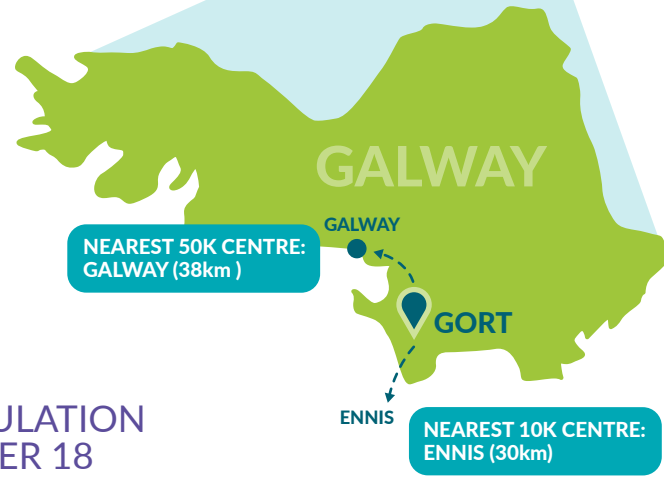 GALWAY
GALWAY
NEAREST 50K CENTRE:
GALWAY (38km )
GORT
ENNIS
NEAREST 10K CENTRE:
ENNIS (30km)
ULATION
ER 18